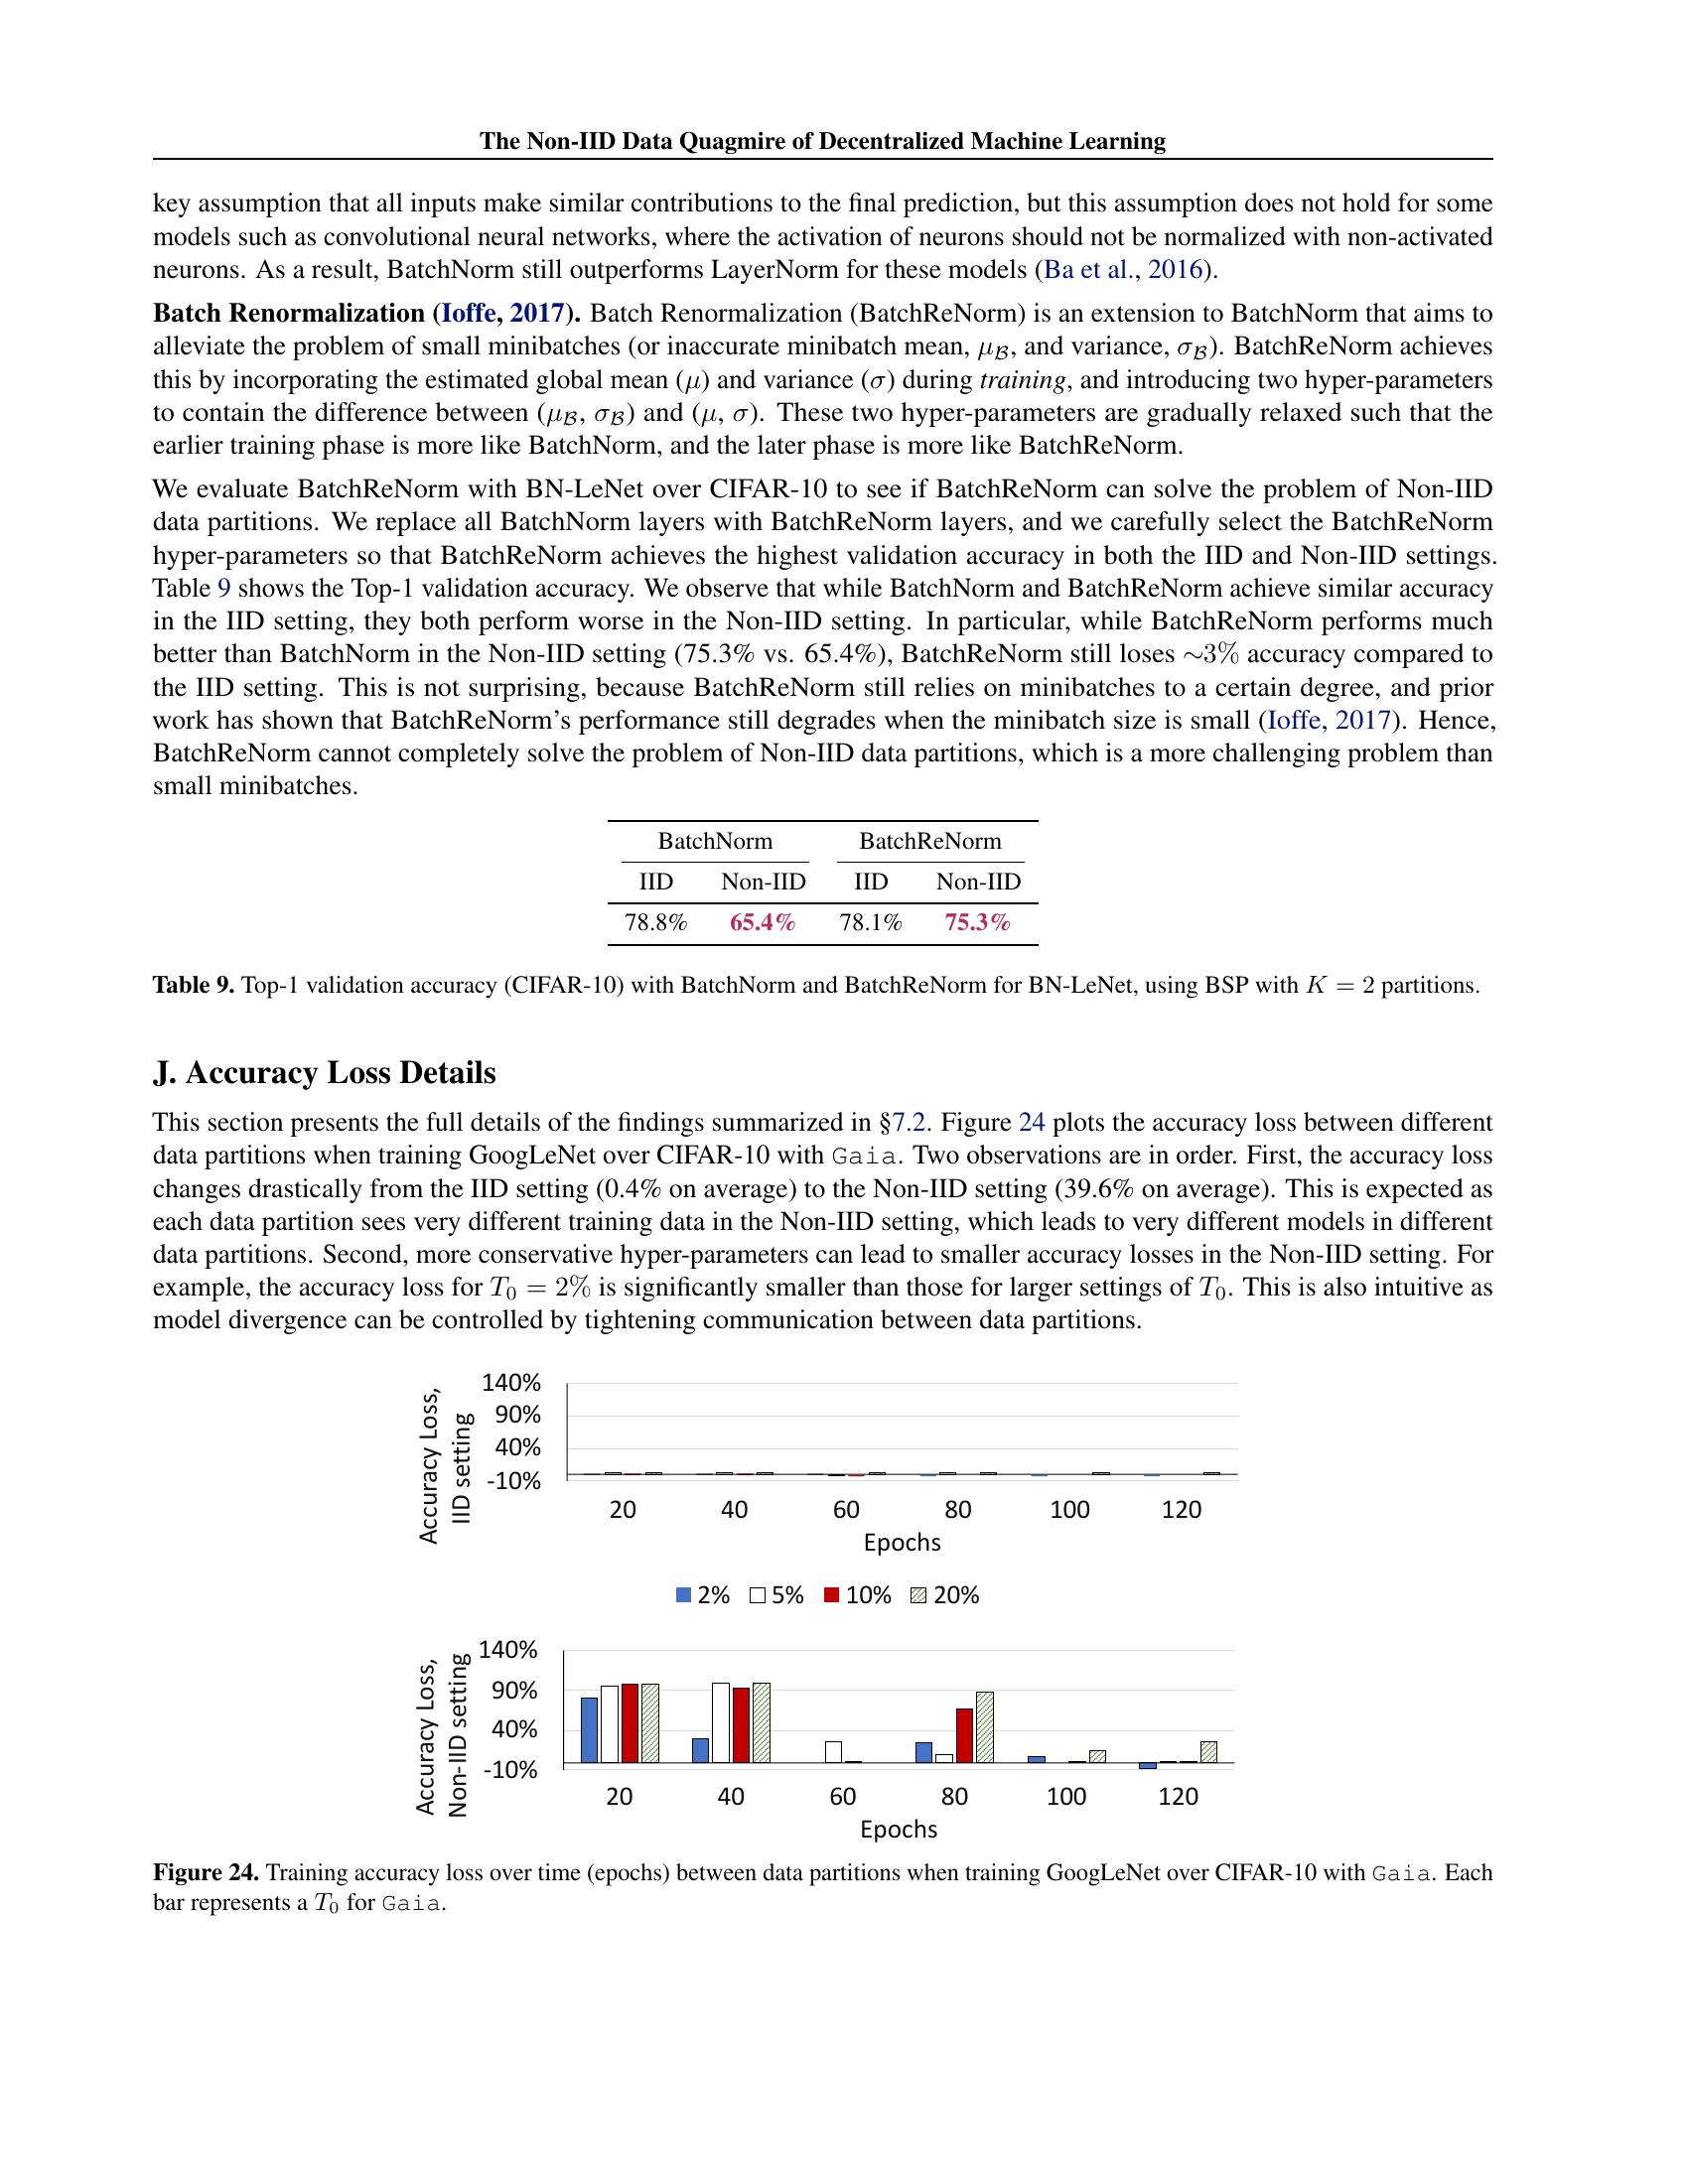 The Non-IID Data Quagmire of Decentralized Machine Learning
key assumption that all inputs make similar contributions to the final prediction, but this assumption does not hold for some
models such as convolutional neural networks, where the activation of neurons should not be normalized with non-activated
neurons. As a result, BatchNorm still outperforms LayerNorm for these models (Ba et al., 2016).
Batch Renormalization (Ioffe, 2017). Batch Renormalization (BatchReNorm) is an extension to BatchNorm that aims to
alleviate the problem of small minibatches (or inaccurate minibatch mean, μ_B, and variance, σ_B). BatchReNorm achieves
this by incorporating the estimated global mean (μ) and variance (σ) during training, and introducing two hyper-parameters
to contain the difference between (μ_B, σ_B) and (μ, σ). These two hyper-parameters are gradually relaxed such that the
earlier training phase is more like BatchNorm, and the later phase is more like BatchReNorm.
We evaluate BatchReNorm with BN-LeNet over CIFAR-10 to see if BatchReNorm can solve the problem of Non-IID
data partitions. We replace all BatchNorm layers with BatchReNorm layers, and we carefully select the BatchReNorm
hyper-parameters so that BatchReNorm achieves the highest validation accuracy in both the IID and Non-IID settings.
Table 9 shows the Top-1 validation accuracy. We observe that while BatchNorm and BatchReNorm achieve similar accuracy
in the IID setting, they both perform worse in the Non-IID setting. In particular, while BatchReNorm performs much
better than BatchNorm in the Non-IID setting (75.3% vs. 65.4%), BatchReNorm still loses ∼3% accuracy compared to
the IID setting. This is not surprising, because BatchReNorm still relies on minibatches to a certain degree, and prior
work has shown that BatchReNorm's performance still degrades when the minibatch size is small (Ioffe, 2017). Hence,
BatchReNorm cannot completely solve the problem of Non-IID data partitions, which is a more challenging problem than
small minibatches.
BatchNorm BatchReNorm
IID Non-IID IID Non-IID
78.8% 65.4% 78.1% 75.3%
Table 9. Top-1 validation accuracy (CIFAR-10) with BatchNorm and BatchReNorm for BN-LeNet, using BSP with K = 2 partitions.
J. Accuracy Loss Details
This section presents the full details of the findings summarized in §7.2. Figure 24 plots the accuracy loss between different
data partitions when training GoogLeNet over CIFAR-10 with Gaia. Two observations are in order. First, the accuracy loss
changes drastically from the IID setting (0.4% on average) to the Non-IID setting (39.6% on average). This is expected as
each data partition sees very different training data in the Non-IID setting, which leads to very different models in different
data partitions. Second, more conservative hyper-parameters can lead to smaller accuracy losses in the Non-IID setting. For
example, the accuracy loss for T₀ = 2% is significantly smaller than those for larger settings of T₀. This is also intuitive as
model divergence can be controlled by tightening communication between data partitions.
Accuracy Loss,
IID setting
140%
90%
40%
-10%
20 40 60 80 100 120
Epochs
2% 5% 10% 20%
Accuracy Loss,
Non-IID setting
140%
90%
40%
-10%
20 40 60 80 100 120
Epochs
Figure 24. Training accuracy loss over time (epochs) between data partitions when training GoogLeNet over CIFAR-10 with Gaia. Each
bar represents a T₀ for Gaia.